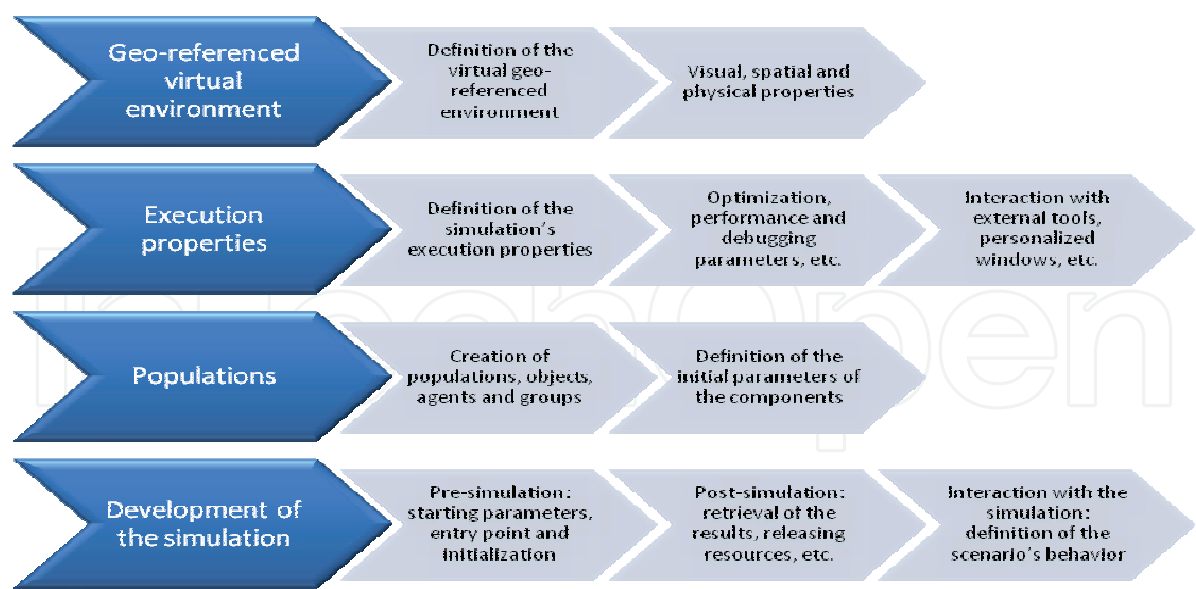 Geo-referenced
virtual
environment
Definition of the
virtual geo-
referenced
environment
Visual, spatial and
physical properties
Execution
properties
Definition of the
simulation's
execution properties
Optimization,
performance and
debugging
parameters, etc.
Interaction with
external tools,
personalized
windows, etc.
Populations
Creation of
populations, objects,
agents and groups
Definition of the
initial parameters of
the components
Development of
the simulation
Pre-simulation:
starting parameters,
entry point and
initialization
Post-simulation:
retrieval of the
results, releasing
resources, etc.
Interaction with the
simulation:
definition of the
scenario's behavior
InTechOpen